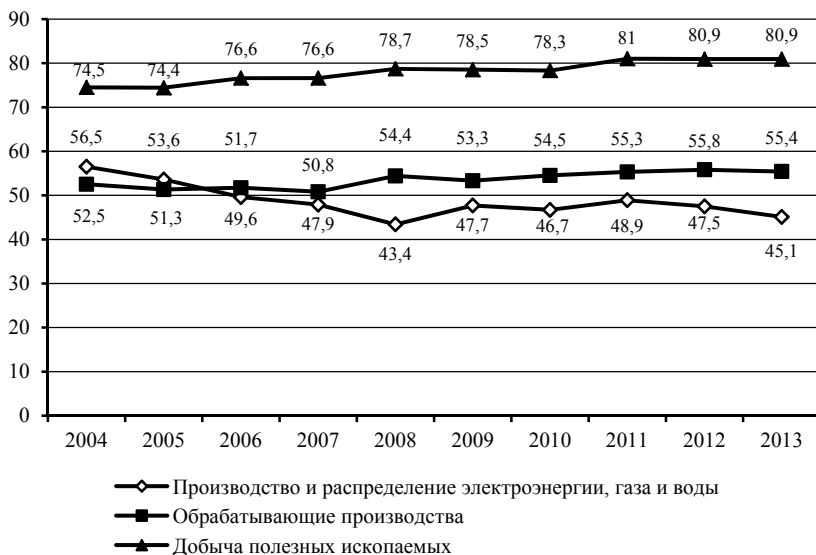 90
80
70
60
50
40
30
20
10
0
74,5 74,4 76,6 76,6 78,7 78,5 78,3 81 80,9 80,9
56,5 53,6 51,7 50,8 54,4 53,3 54,5 55,3 55,8 55,4
52,5 51,3 49,6 47,9 43,4 47,7 46,7 48,9 47,5 45,1
2004 2005 2006 2007 2008 2009 2010 2011 2012 2013
Производство и распределение электроэнергии, газа и воды
Обрабатывающие производства
Добыча полезных ископаемых